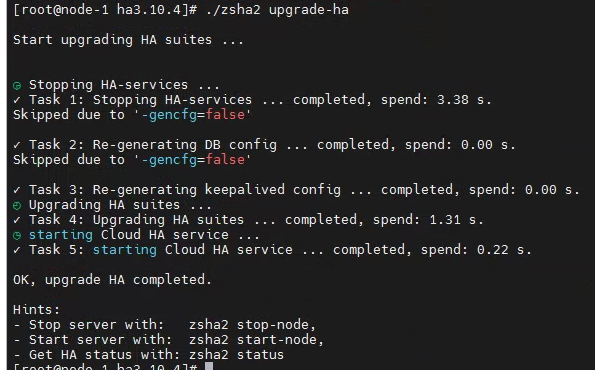 [root@node-1 ha3.10.4]# ./zsha2 upgrade-ha
Start upgrading HA suites ...
Stopping HA-services ...
✓ Task 1: Stopping HA-services ... completed, spend: 3.38 s.
Skipped due to '-gencfg=false'
✓ Task 2: Re-generating DB config ... completed, spend: 0.00 s.
Skipped due to '-gencfg=false'
✓ Task 3: Re-generating keepalived config ... completed, spend: 0.00 s.
Upgrading HA suites ...
✓ Task 4: Upgrading HA suites ... completed, spend: 1.31 s.
starting Cloud HA service ...
✓ Task 5: starting Cloud HA service ... completed, spend: 0.22 s.
OK, upgrade HA completed.
Hints:
- Stop server with:   zsha2 stop-node,
- Start server with:  zsha2 start-node,
- Get HA status with: zsha2 status
[root@node-1 ha3.10.4]#